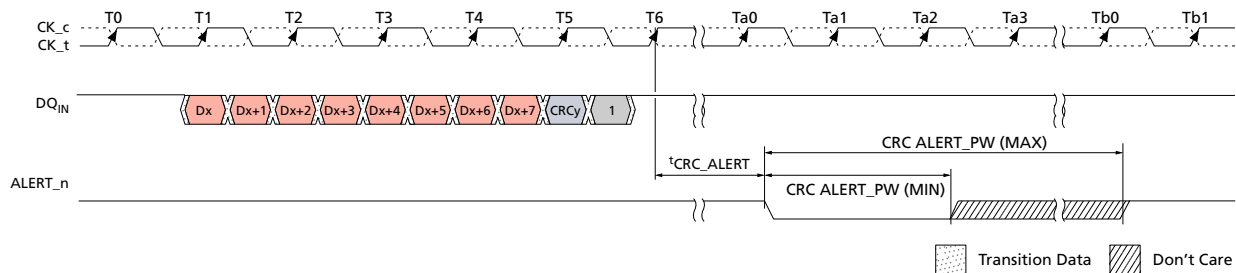 T0 T1 T2 T3 T4 T5 T6 Ta0 Ta1 Ta2 Ta3 Tb0 Tb1
CK_c
CK_t
DQIN Dx Dx+1 Dx+2 Dx+3 Dx+4 Dx+5 Dx+6 Dx+7 CRCy 1
CRC ALERT_PW (MAX)
tCRC_ALERT
CRC ALERT_PW (MIN)
ALERT_n
Transition Data Don't Care